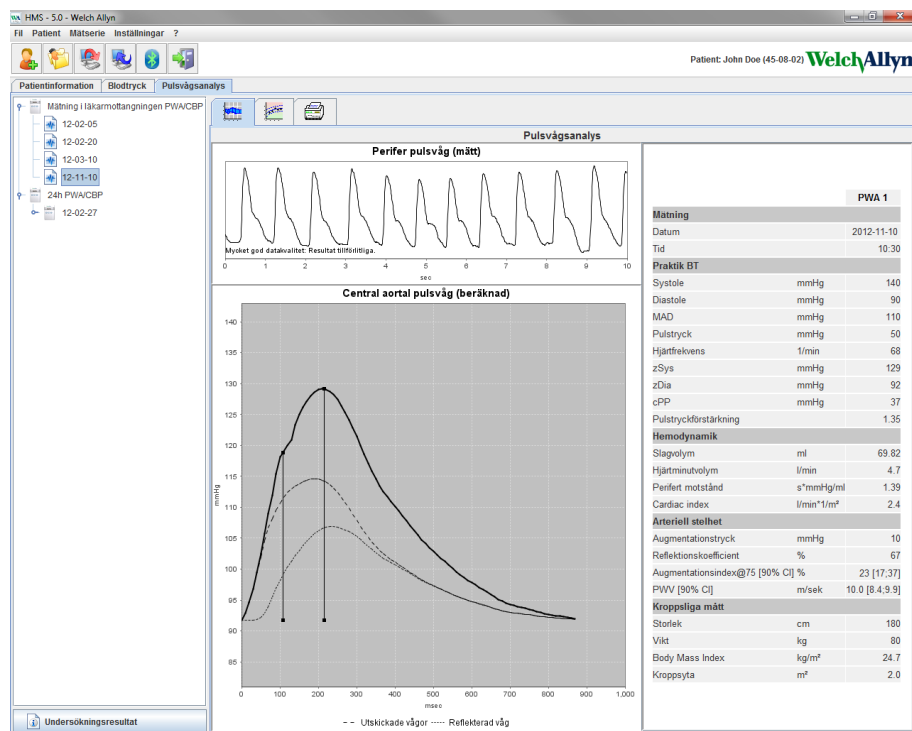 HMS - 5.0 - Welch Allyn
Fil Patient Mätserie Inställningar ?
Patient: John Doe (45-08-02) WelchAllyn
Patientinformation Blodtryck Pulsvågsanalys
Mätning i läkarmottangningen PWA/CBP
12-02-05
12-02-20
12-03-10
12-11-10
24h PWA/CBP
12-02-27
Undersökningsresultat
Pulsvågsanalys
Perifer pulsvåg (mätt)
Mycket god datakvalitet: Resultat tillförlitliga.
0 1 2 3 4 5 6 7 8 9 10
sec
Central aortal pulsvåg (beräknad)
140
135
130
125
120
115
110
105
100
95
90
85
mmHg
0 100 200 300 400 500 600 700 800 900 1.000
msec
Utskickade vågor Reflekterad våg
PWA 1
Mätning
Datum 2012-11-10
Tid 10:30
Praktik BT
Systole mmHg 140
Diastole mmHg 90
MAD mmHg 110
Pulstryck mmHg 50
Hjärtfrekvens 1/min 68
zSys mmHg 129
zDia mmHg 92
cPP mmHg 37
Pulstryckförstärkning 1.35
Hemodynamik
Slagvolym ml 69.82
Hjärtminutvolym l/min 4.7
Perifert motstånd s*mmHg/ml 1.39
Cardiac index l/min*1/m² 2.4
Arteriell stelhet
Augmentationstryck mmHg 10
Reflektionskoefficient % 67
Augmentationsindex@75 [90% CI] % 23 [17;37]
PWV [90% CI] m/sek 10.0 [8.4;9.9]
Kroppsliga mått
Storlek cm 180
Vikt kg 80
Body Mass Index kg/m² 24.7
Kroppsyta m² 2.0